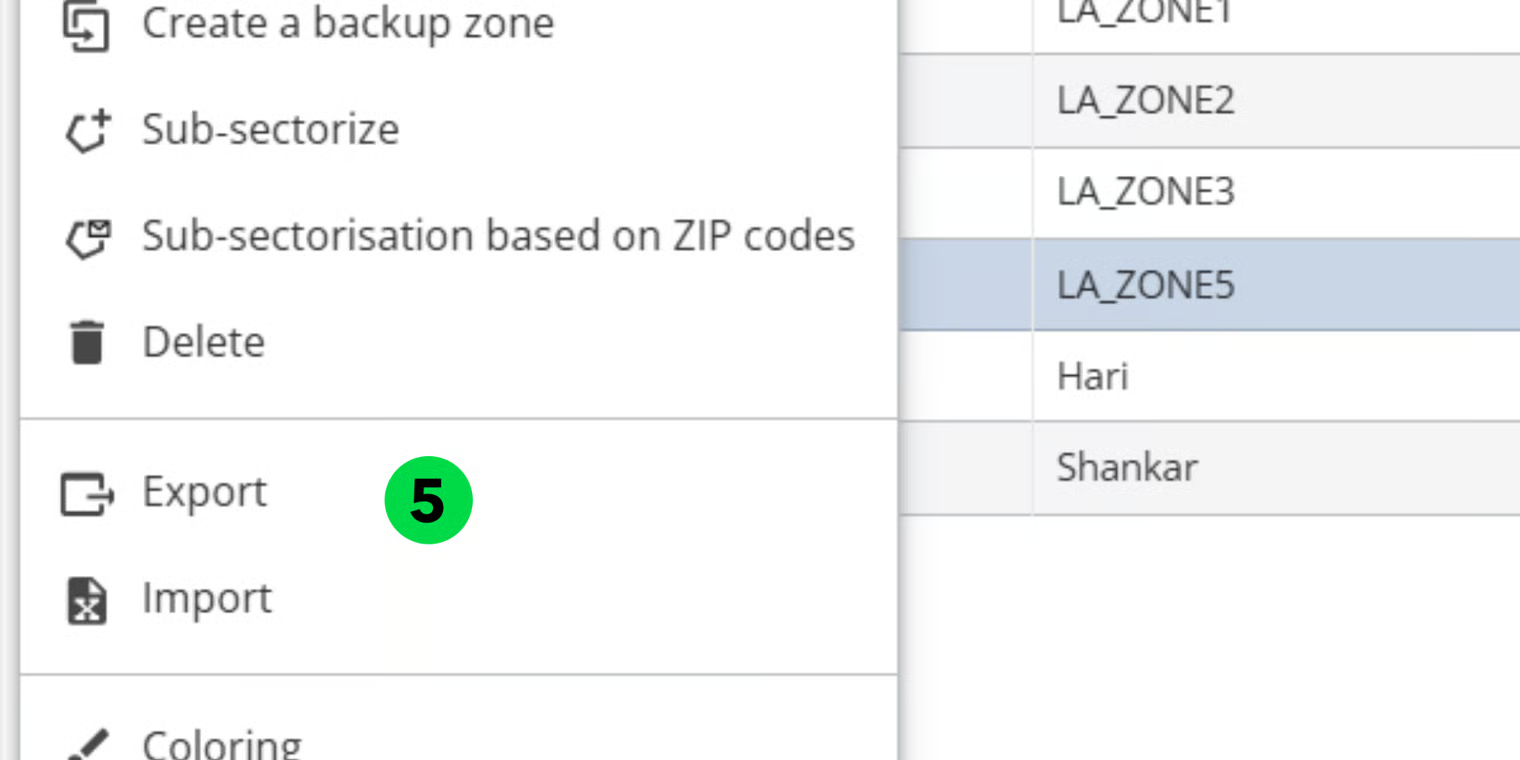 Create a backup zone
Sub-sectorize
Sub-sectorisation based on ZIP codes
Delete
Export
5
Import
Coloring
LA_ZONE1
LA_ZONE2
LA_ZONE3
LA_ZONE5
Hari
Shankar